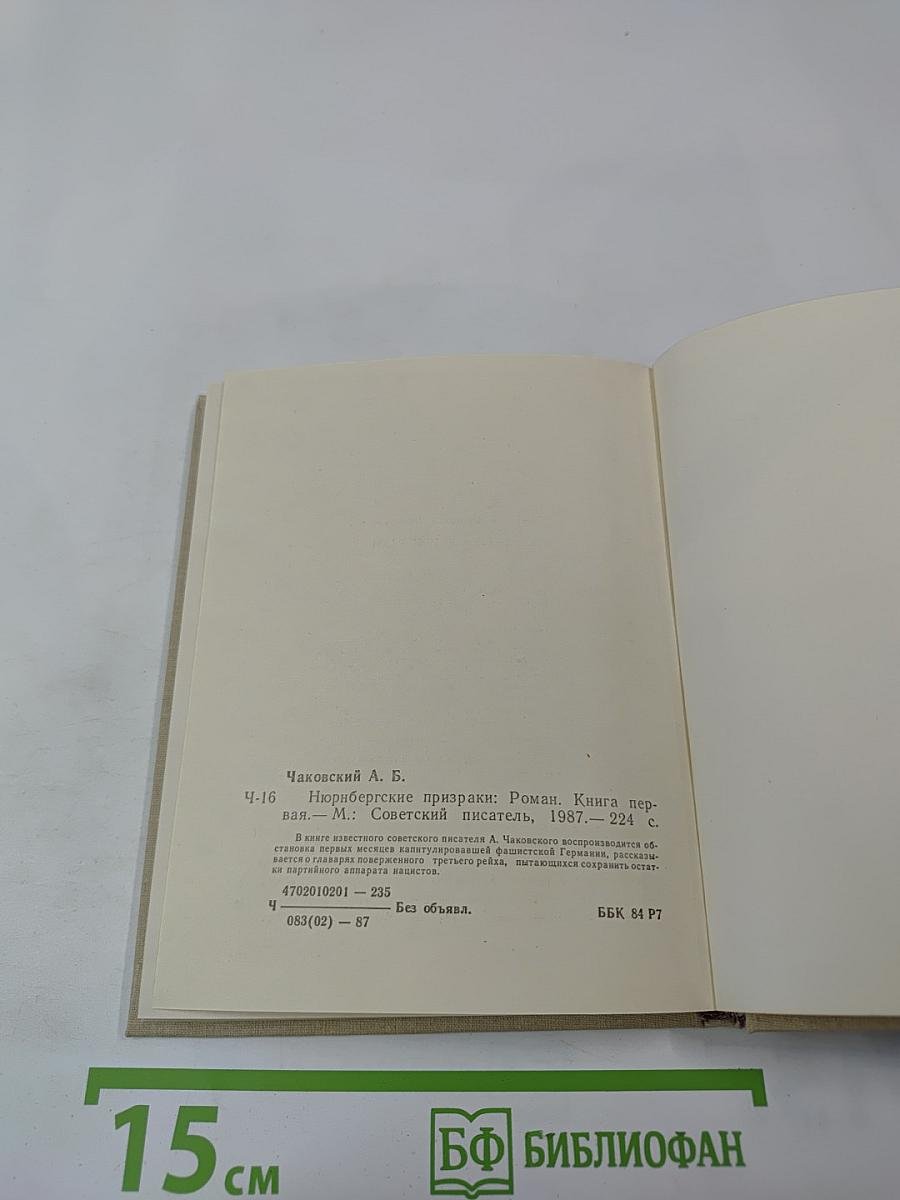 Чаковский А. Б.
Ч-16 Нюрнбергские призраки: Роман. Книга пер-
вая.— М.: Советский писатель, 1987.— 224 с.
В книге известного советского писателя А. Чаковского воспроизводится об-
становка первых месяцев капитулировавшей фашистской Германии, рассказы-
вается о главарях поверженного третьего рейха, пытающихся сохранить остат-
ки партийного аппарата нацистов.
4702010201 — 235
Ч Без объявл. ББК 84 Р7
083(02) — 87
15 см
БФ БИБЛИОФАН